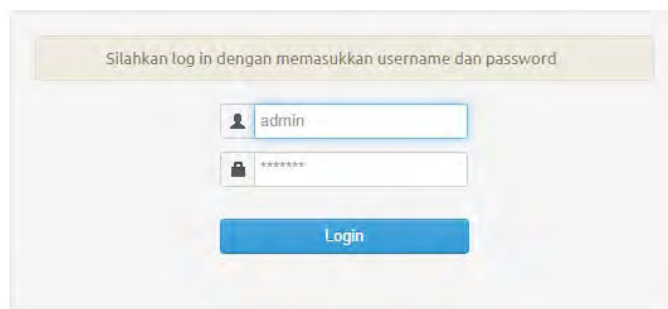 Silahkan log in dengan memasukkan username dan password
admin
*******
Login